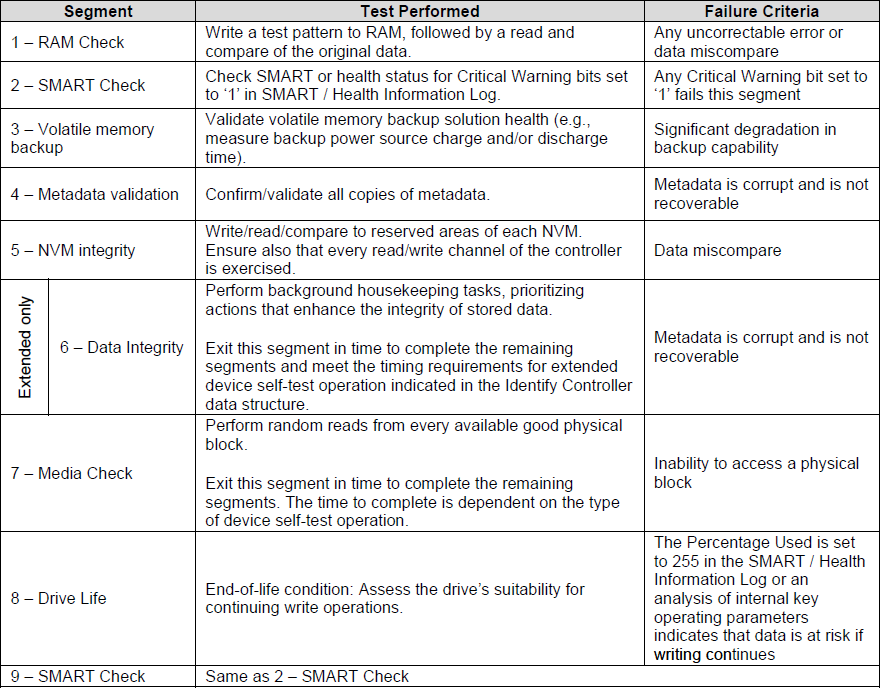 Segment
Test Performed
Failure Criteria
1 – RAM Check
Write a test pattern to RAM, followed by a read and
compare of the original data.
Any uncorrectable error or
data miscompare
2 – SMART Check
Check SMART or health status for Critical Warning bits set
to ‘1’ in SMART / Health Information Log.
Any Critical Warning bit set to
‘1’ fails this segment
3 – Volatile memory
backup
Validate volatile memory backup solution health (e.g.,
measure backup power source charge and/or discharge
time).
Significant degradation in
backup capability
4 – Metadata validation
Confirm/validate all copies of metadata.
Metadata is corrupt and is not
recoverable
5 – NVM integrity
Write/read/compare to reserved areas of each NVM.
Ensure also that every read/write channel of the controller
is exercised.
Data miscompare
Extended only
6 – Data Integrity
Perform background housekeeping tasks, prioritizing
actions that enhance the integrity of stored data.
Exit this segment in time to complete the remaining
segments and meet the timing requirements for extended
device self-test operation indicated in the Identify Controller
data structure.
Metadata is corrupt and is not
recoverable
7 – Media Check
Perform random reads from every available good physical
block.
Exit this segment in time to complete the remaining
segments. The time to complete is dependent on the type
of device self-test operation.
Inability to access a physical
block
8 – Drive Life
End-of-life condition: Assess the drive’s suitability for
continuing write operations.
The Percentage Used is set
to 255 in the SMART / Health
Information Log or an
analysis of internal key
operating parameters
indicates that data is at risk if
writing continues
9 – SMART Check
Same as 2 – SMART Check